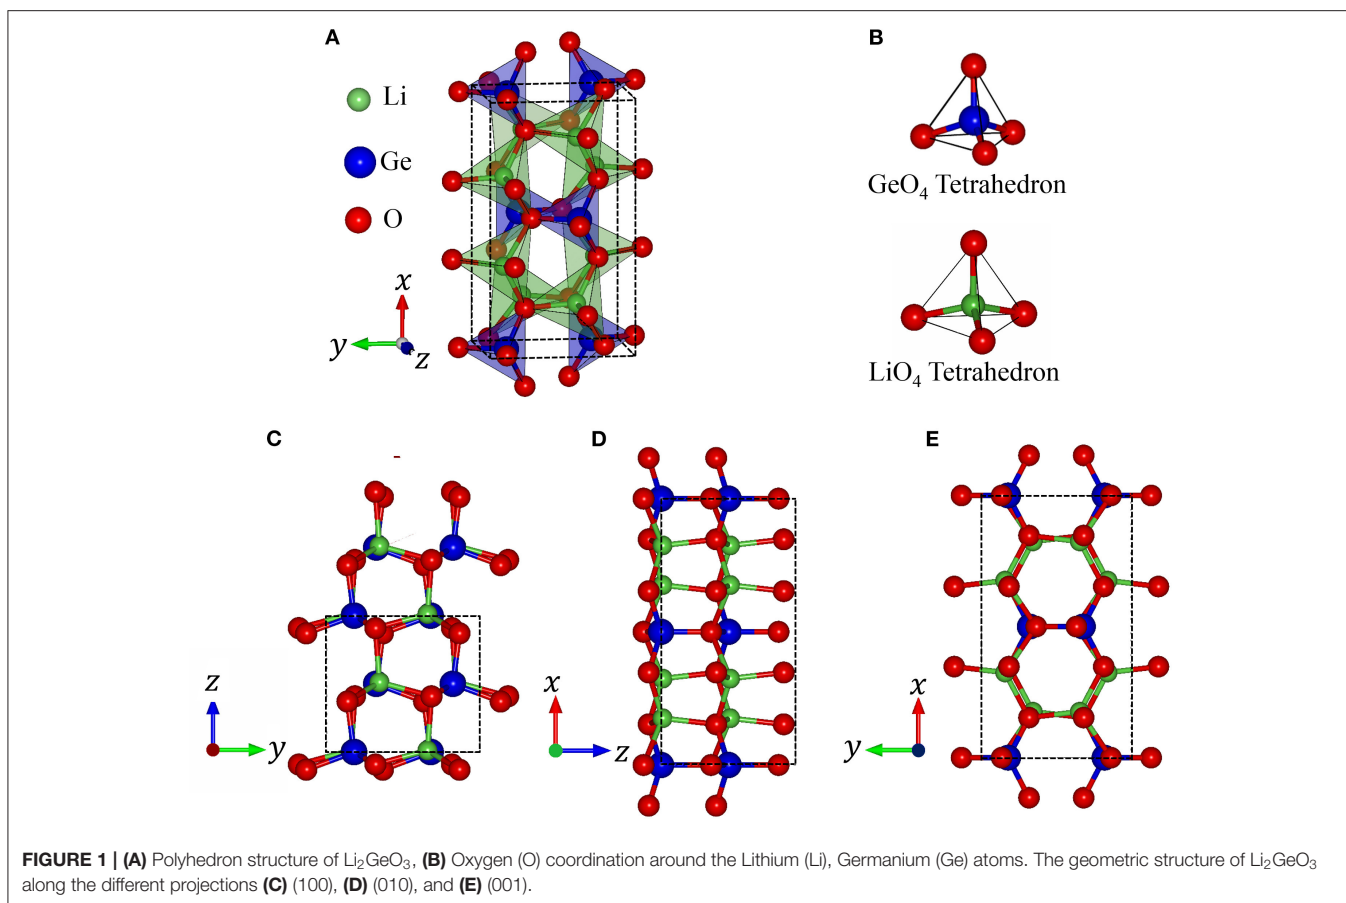 A
B
Li
Ge
O
x
y
z
GeO₄ Tetrahedron
LiO₄ Tetrahedron
C
D
E
z
y
x
z
x
y
FIGURE 1 | (A) Polyhedron structure of Li₂GeO₃, (B) Oxygen (O) coordination around the Lithium (Li), Germanium (Ge) atoms. The geometric structure of Li₂GeO₃
along the different projections (C) (100), (D) (010), and (E) (001).